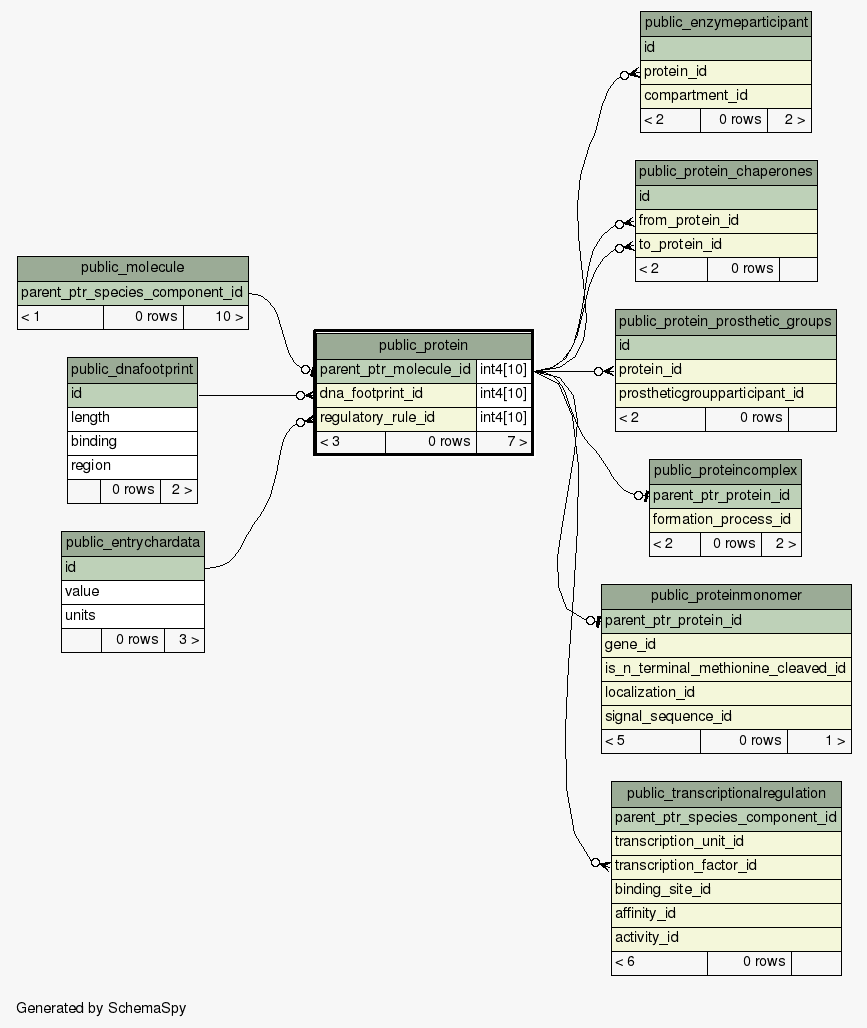 public_molecule
parent_ptr_species_component_id
< 1 0 rows 10 >
public_dnafootprint
id
length
binding
region
0 rows 2 >
public_entrychardata
id
value
units
0 rows 3 >
public_protein
parent_ptr_molecule_id int4[10]
dna_footprint_id int4[10]
regulatory_rule_id int4[10]
< 3 0 rows 7 >
public_enzymeparticipant
id
protein_id
compartment_id
< 2 0 rows 2 >
public_protein_chaperones
id
from_protein_id
to_protein_id
< 2 0 rows
public_protein_prosthetic_groups
id
protein_id
prostheticgroupparticipant_id
< 2 0 rows
public_proteincomplex
parent_ptr_protein_id
formation_process_id
< 2 0 rows 2 >
public_proteinmonomer
parent_ptr_protein_id
gene_id
is_n_terminal_methionine_cleaved_id
localization_id
signal_sequence_id
< 5 0 rows 1 >
public_transcriptionalregulation
parent_ptr_species_component_id
transcription_unit_id
transcription_factor_id
binding_site_id
affinity_id
activity_id
< 6 0 rows
Generated by SchemaSpy